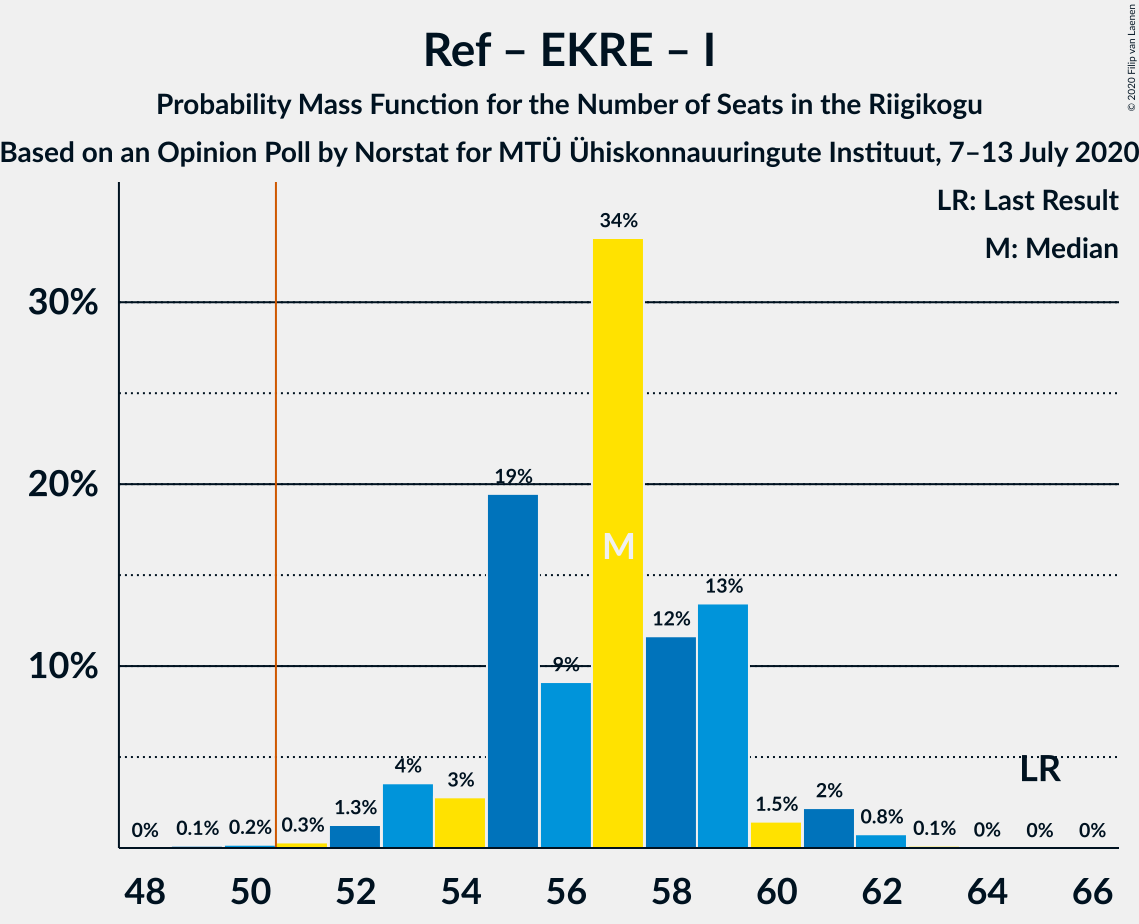 Ref – EKRE – I
Probability Mass Function for the Number of Seats in the Riigikogu
Based on an Opinion Poll by Norstat for MTÜ Ühiskonnauuringute Instituut, 7–13 July 2020
© 2020 Filip van Laenen
LR: Last Result
M: Median
34%
30%
20%
19%
M
13%
12%
10%
9%
LR
4%
3%
2%
1.5%
1.3%
0.8%
0% 0.1% 0.2% 0.3% 0.1% 0% 0% 0%
48 50 52 54 56 58 60 62 64 66